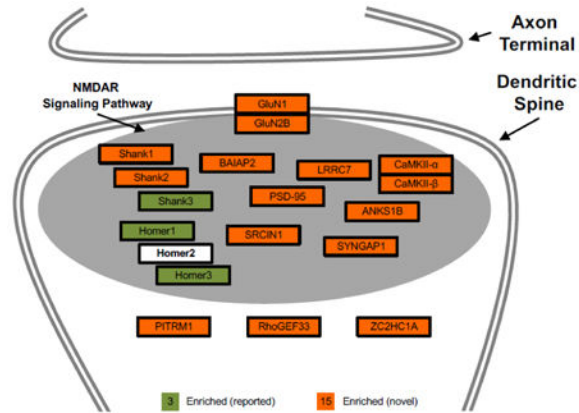 Axon
Terminal
NMDAR
Signaling Pathway
Dendritic
Spine
GluN1
GluN2B
Shank1
BAIAP2
LRRC7
CaMKII-α
Shank2
CaMKII-β
Shank3
PSD-95
ANKS1B
Homer1
SRCIN1
Homer2
SYNGAP1
Homer3
PITRM1
RhoGEF33
ZC2HC1A
3 Enriched (reported)
15 Enriched (novel)